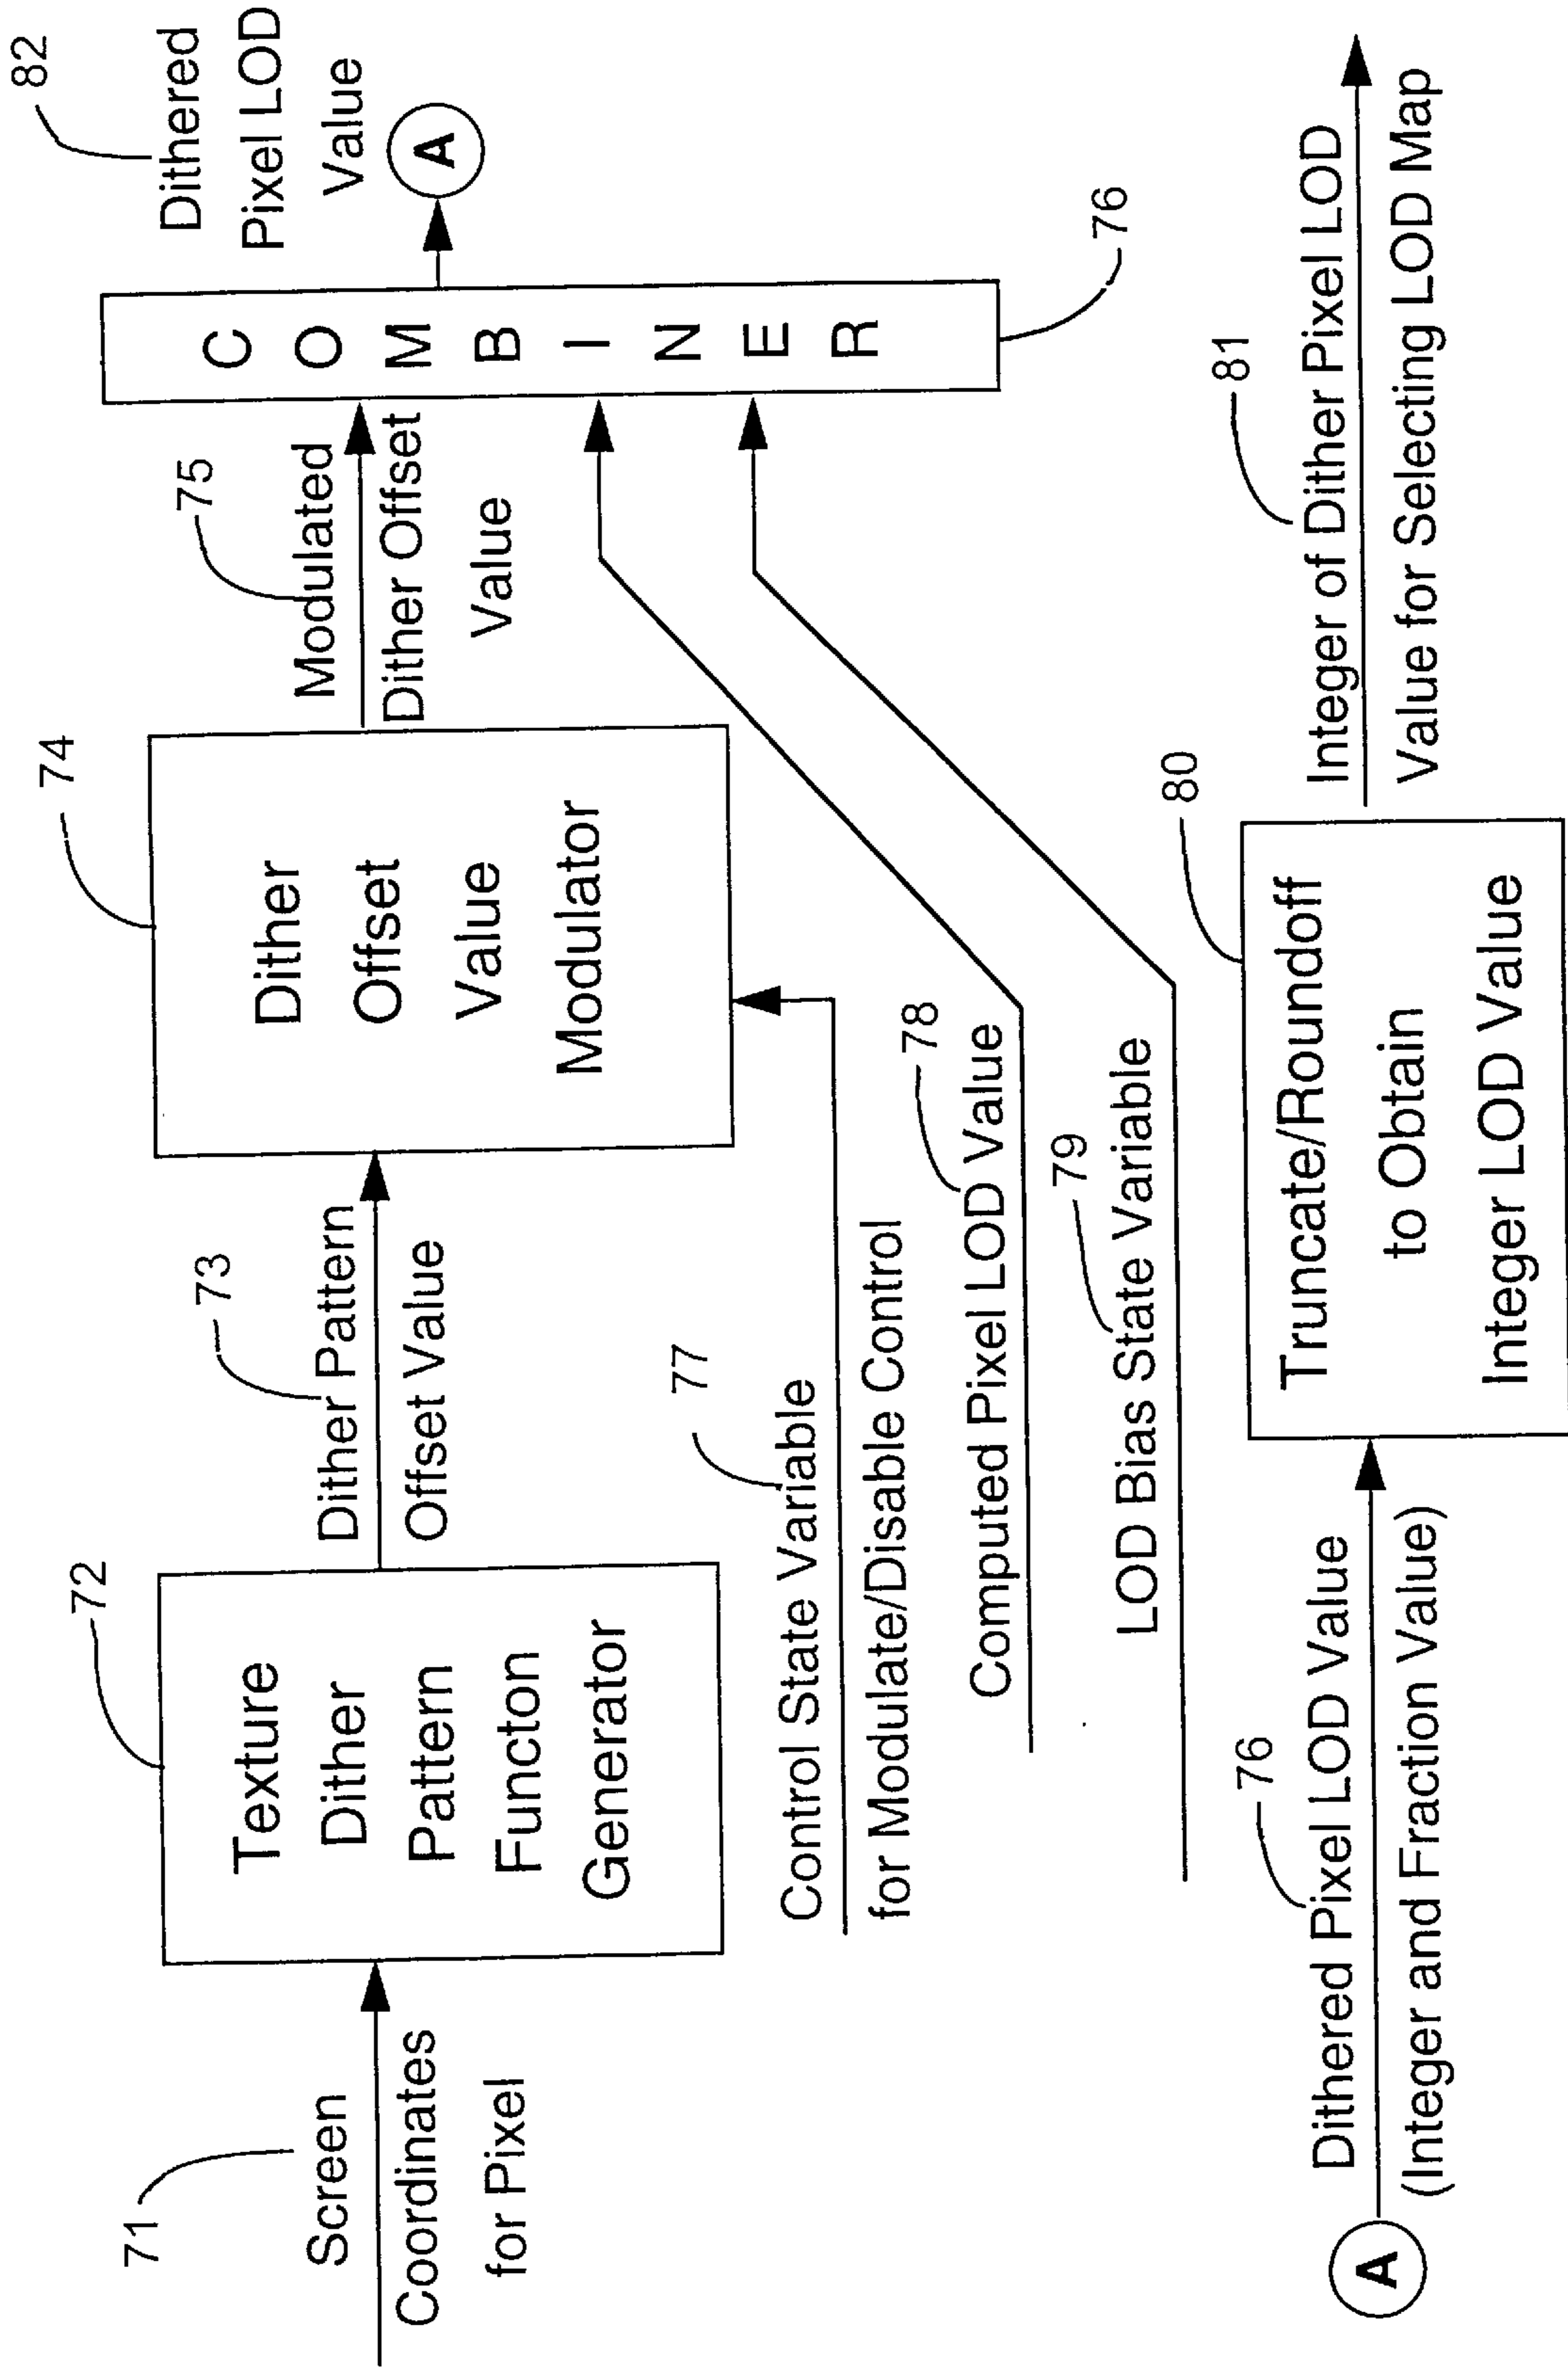 71
Screen
Coordinates
for Pixel
72
Texture
Dither
Pattern
Functon
Generator
73
Dither Pattern
Offset Value
74
Dither
Offset
Value
Modulator
75
Modulated
Dither Offset
Value
COMBINER
76
82
Dithered
Pixel LOD
Value
A
77
Control State Variable
for Modulate/Disable Control
78
Computed Pixel LOD Value
79
LOD Bias State Variable
A
76
Dithered Pixel LOD Value
(Integer and Fraction Value)
80
Truncate/Roundoff
to Obtain
Integer LOD Value
81
Integer of Dither Pixel LOD
Value for Selecting LOD Map